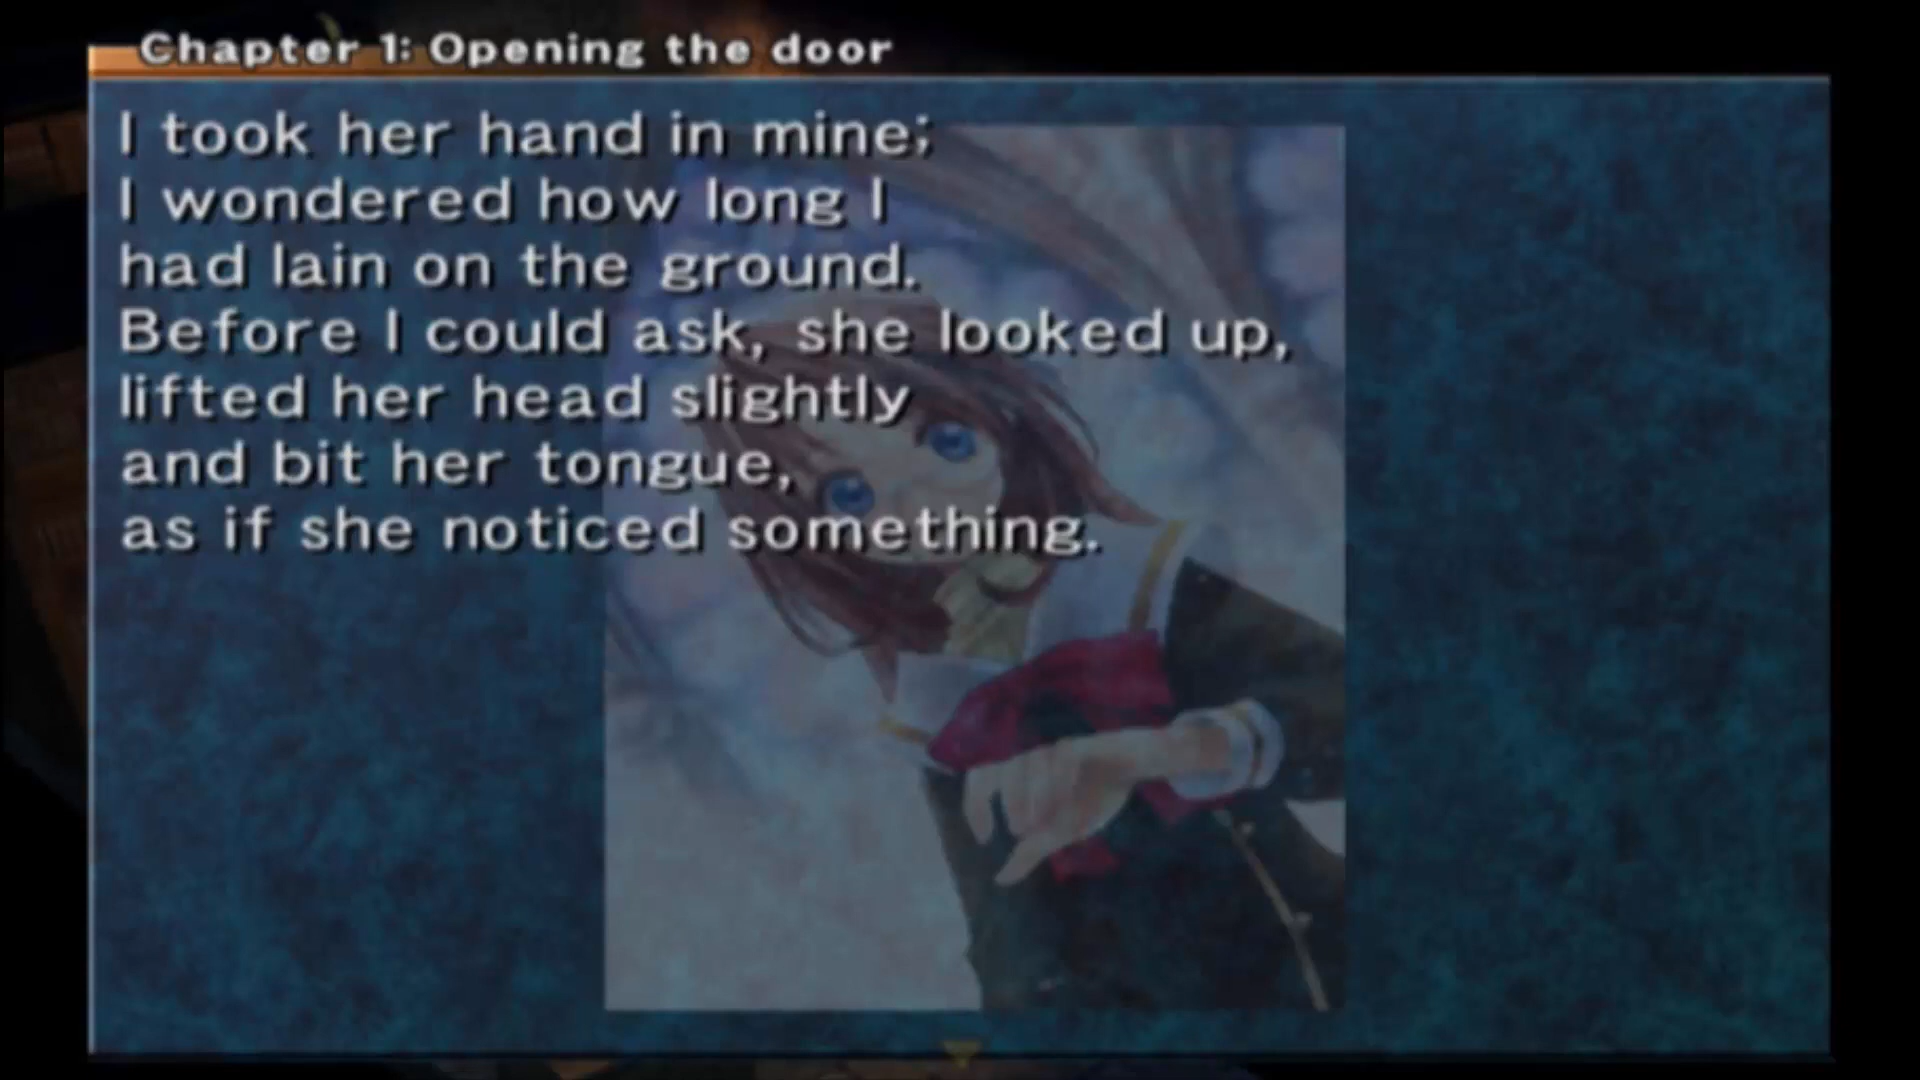 Chapter 1: Opening the door
I took her hand in mine;
I wondered how long I
had lain on the ground.
Before I could ask, she looked up,
lifted her head slightly
and bit her tongue,
as if she noticed something.